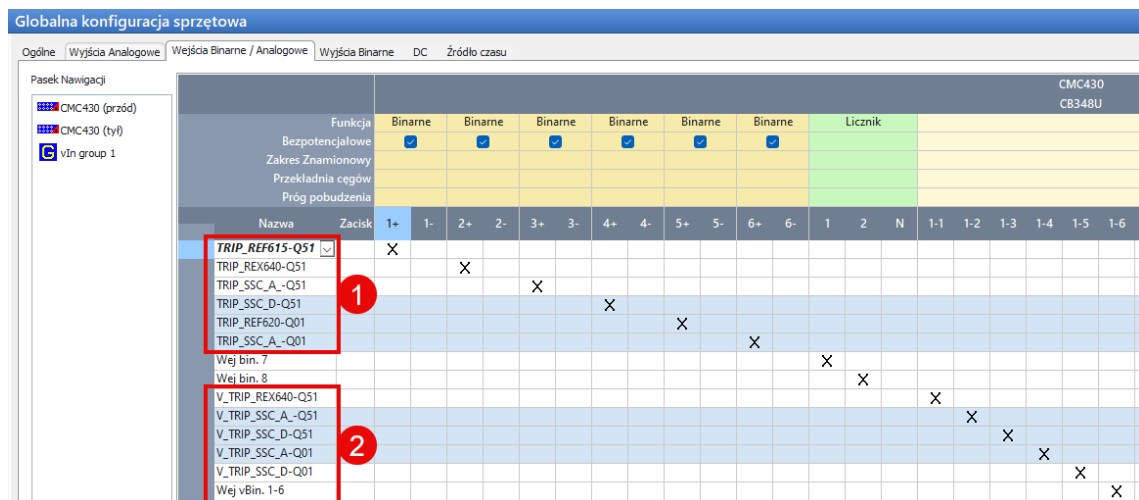 Globalna konfiguracja sprzętowa
Ogólne Wyjścia Analogowe Wejścia Binarne / Analogowe Wyjścia Binarne DC Źródło czasu
Pasek Nawigacji
CMC430 (przód)
CMC430 (tył)
G vIn group 1
CMC430
CB348U
Funkcja Binarne Binarne Binarne Binarne Binarne Binarne Licznik
Bezpotencjałowe
Zakres Znamionowy
Przekładnia cęgów
Próg pobudzenia
Nazwa Zacisk 1+ 1- 2+ 2- 3+ 3- 4+ 4- 5+ 5- 6+ 6- 1 2 N 1-1 1-2 1-3 1-4 1-5 1-6
TRIP_REF615-Q51 X
TRIP_REX640-Q51 X
TRIP_SSC_A_-Q51 X
1
TRIP_SSC_D-Q51 X
TRIP_REF620-Q01 X
TRIP_SSC_A_-Q01 X
Wej bin. 7 X
Wej bin. 8 X
V_TRIP_REX640-Q51 X
V_TRIP_SSC_A_-Q51 X
V_TRIP_SSC_D-Q51 X
2
V_TRIP_SSC_A-Q01 X
V_TRIP_SSC_D-Q01 X
Wej vBin. 1-6 X